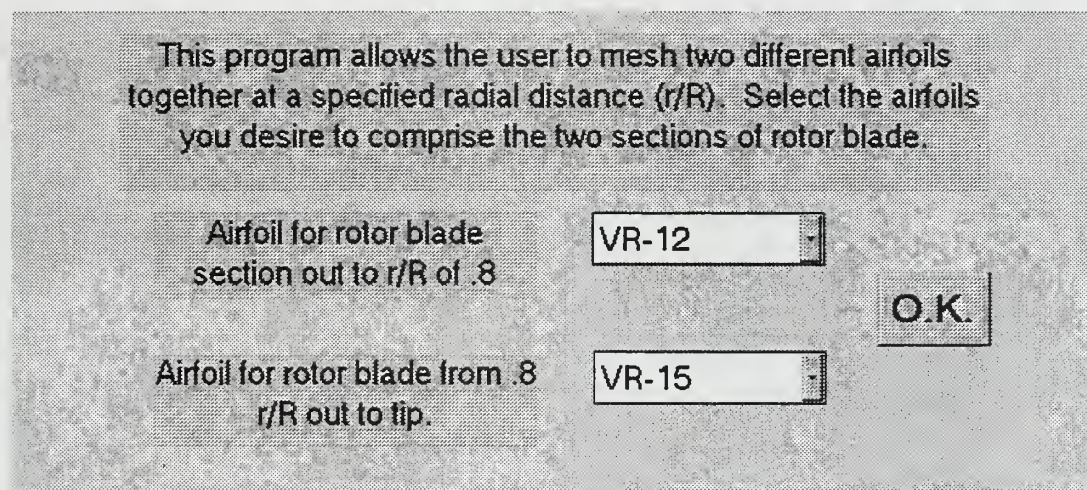 This program allows the user to mesh two different airfoils
together at a specified radial distance (r/R). Select the airfoils
you desire to comprise the two sections of rotor blade.
Airfoil for rotor blade
section out to r/R of .8
VR-12
O.K.
Airfoil for rotor blade from .8
r/R out to tip.
VR-15